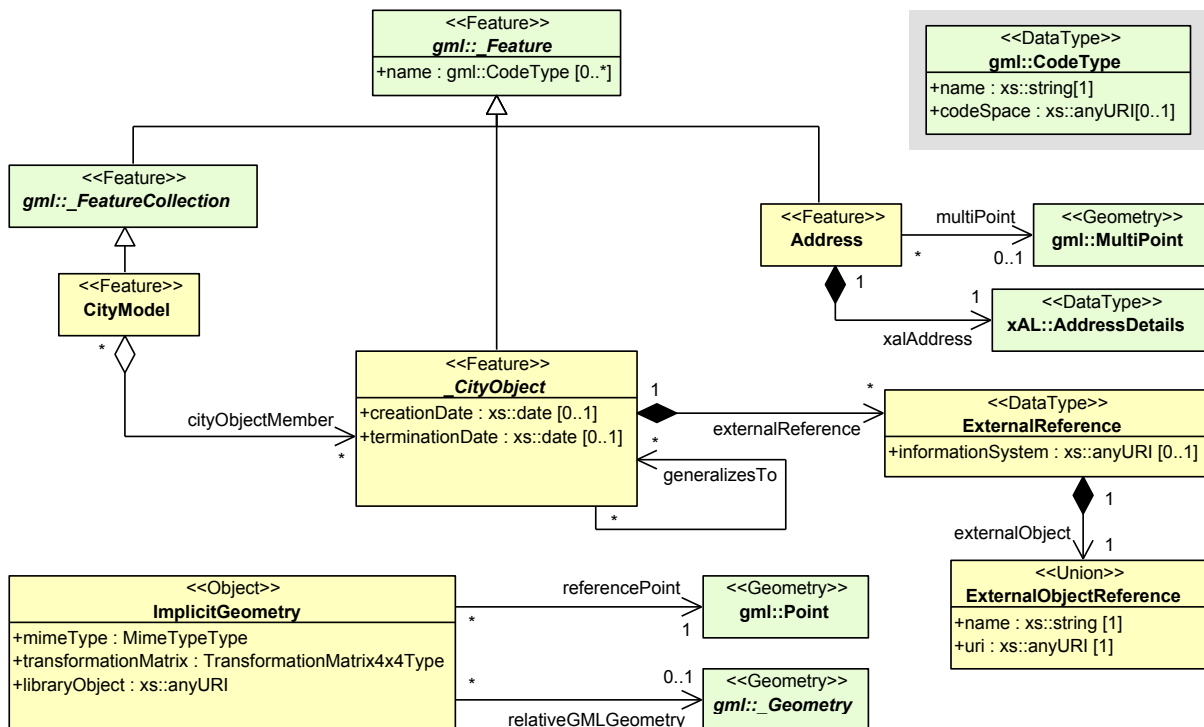 <<Feature>>
gml::_Feature
+name : gml::CodeType [0..*]
<<DataType>>
gml::CodeType
+name : xs::string[1]
+codeSpace : xs::anyURI[0..1]
<<Feature>>
gml::_FeatureCollection
<<Feature>>
CityModel
*
cityObjectMember
*
<<Feature>>
Address
multiPoint
*
0..1
<<Geometry>>
gml::MultiPoint
1
1
xalAddress
<<DataType>>
xAL::AddressDetails
<<Feature>>
_CityObject
+creationDate : xs::date [0..1]
+terminationDate : xs::date [0..1]
1
*
externalReference
*
generalizesTo
*
<<DataType>>
ExternalReference
+informationSystem : xs::anyURI [0..1]
1
externalObject
1
<<Union>>
ExternalObjectReference
+name : xs::string [1]
+uri : xs::anyURI [1]
<<Object>>
ImplicitGeometry
+mimeType : MimeTypeType
+transformationMatrix : TransformationMatrix4x4Type
+libraryObject : xs::anyURI
referencePoint
*
1
<<Geometry>>
gml::Point
*
0..1
relativeGMLGeometry
<<Geometry>>
gml::_Geometry